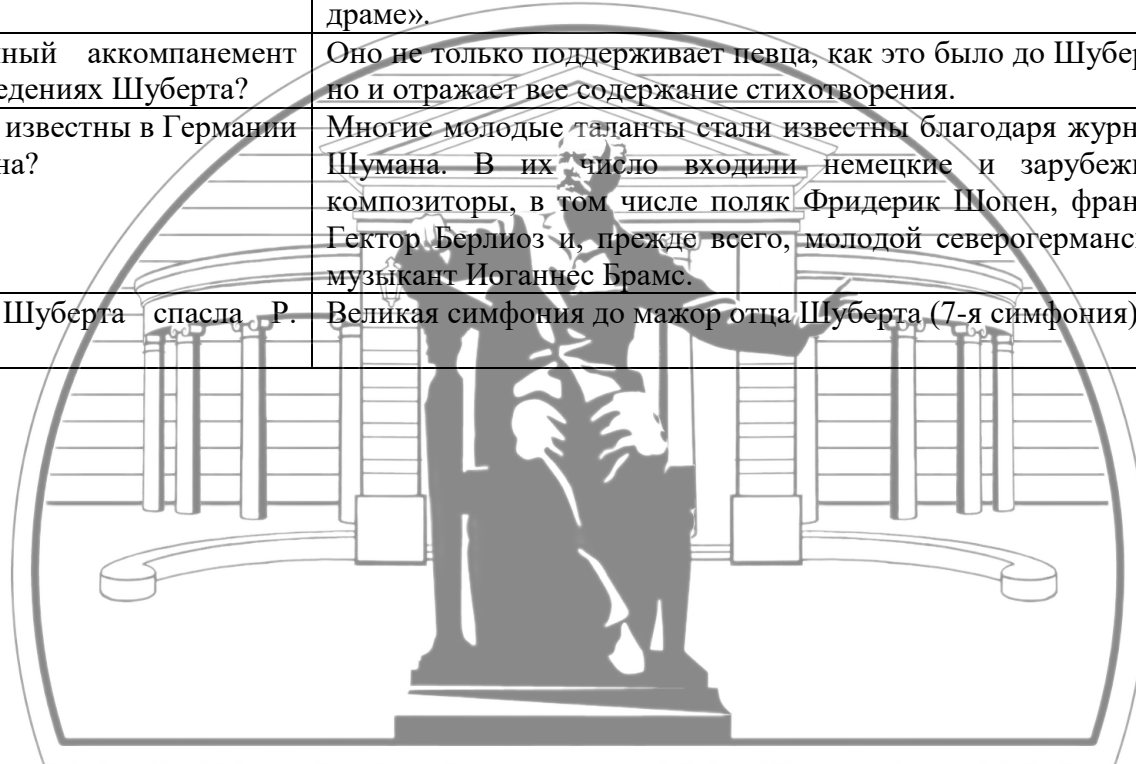 драме».
нный аккомпанемент
едениях Шуберта?
Оно не только поддерживает певца, как это было до Шубер
но и отражает все содержание стихотворения.
известны в Германии
на?
Многие молодые таланты стали известны благодаря журн
Шумана. В их число входили немецкие и зарубежн
композиторы, в том числе поляк Фридерик Шопен, фран
Гектор Берлиоз и, прежде всего, молодой северогерманск
музыкант Иоганнес Брамс.
Шуберта спасла Р.
Великая симфония до мажор отца Шуберта (7-я симфония)